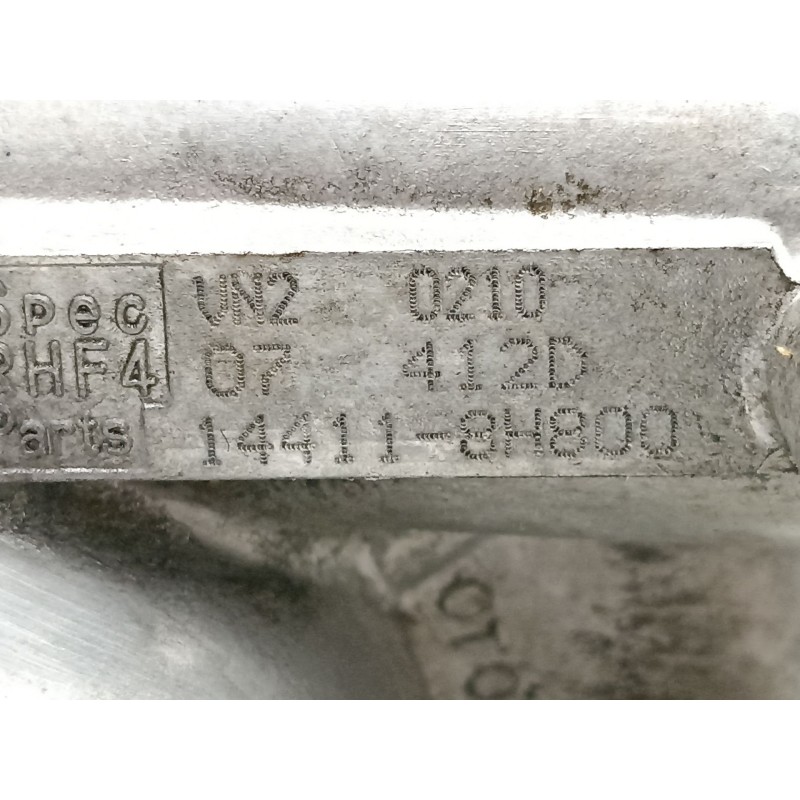 Spec VN2 0210
RHF4 07 412D
Parts 14411-8H800